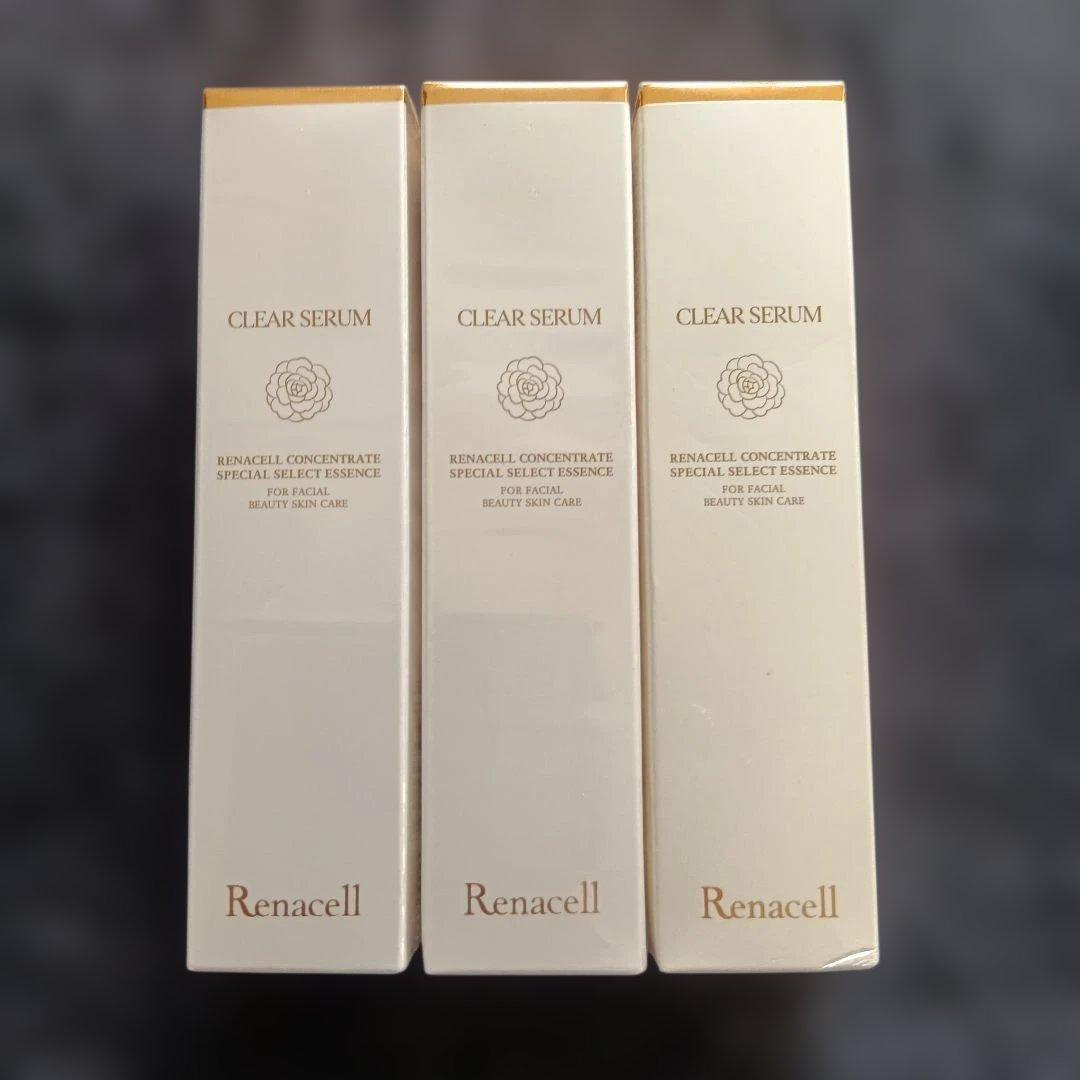 CLEAR SERUM
RENACELL CONCENTRATE
SPECIAL SELECT ESSENCE
FOR FACIAL
BEAUTY SKIN CARE
Renacell
CLEAR SERUM
RENACELL CONCENTRATE
SPECIAL SELECT ESSENCE
FOR FACIAL
BEAUTY SKIN CARE
Renacell
CLEAR SERUM
RENACELL CONCENTRATE
SPECIAL SELECT ESSENCE
FOR FACIAL
BEAUTY SKIN CARE
Renacell